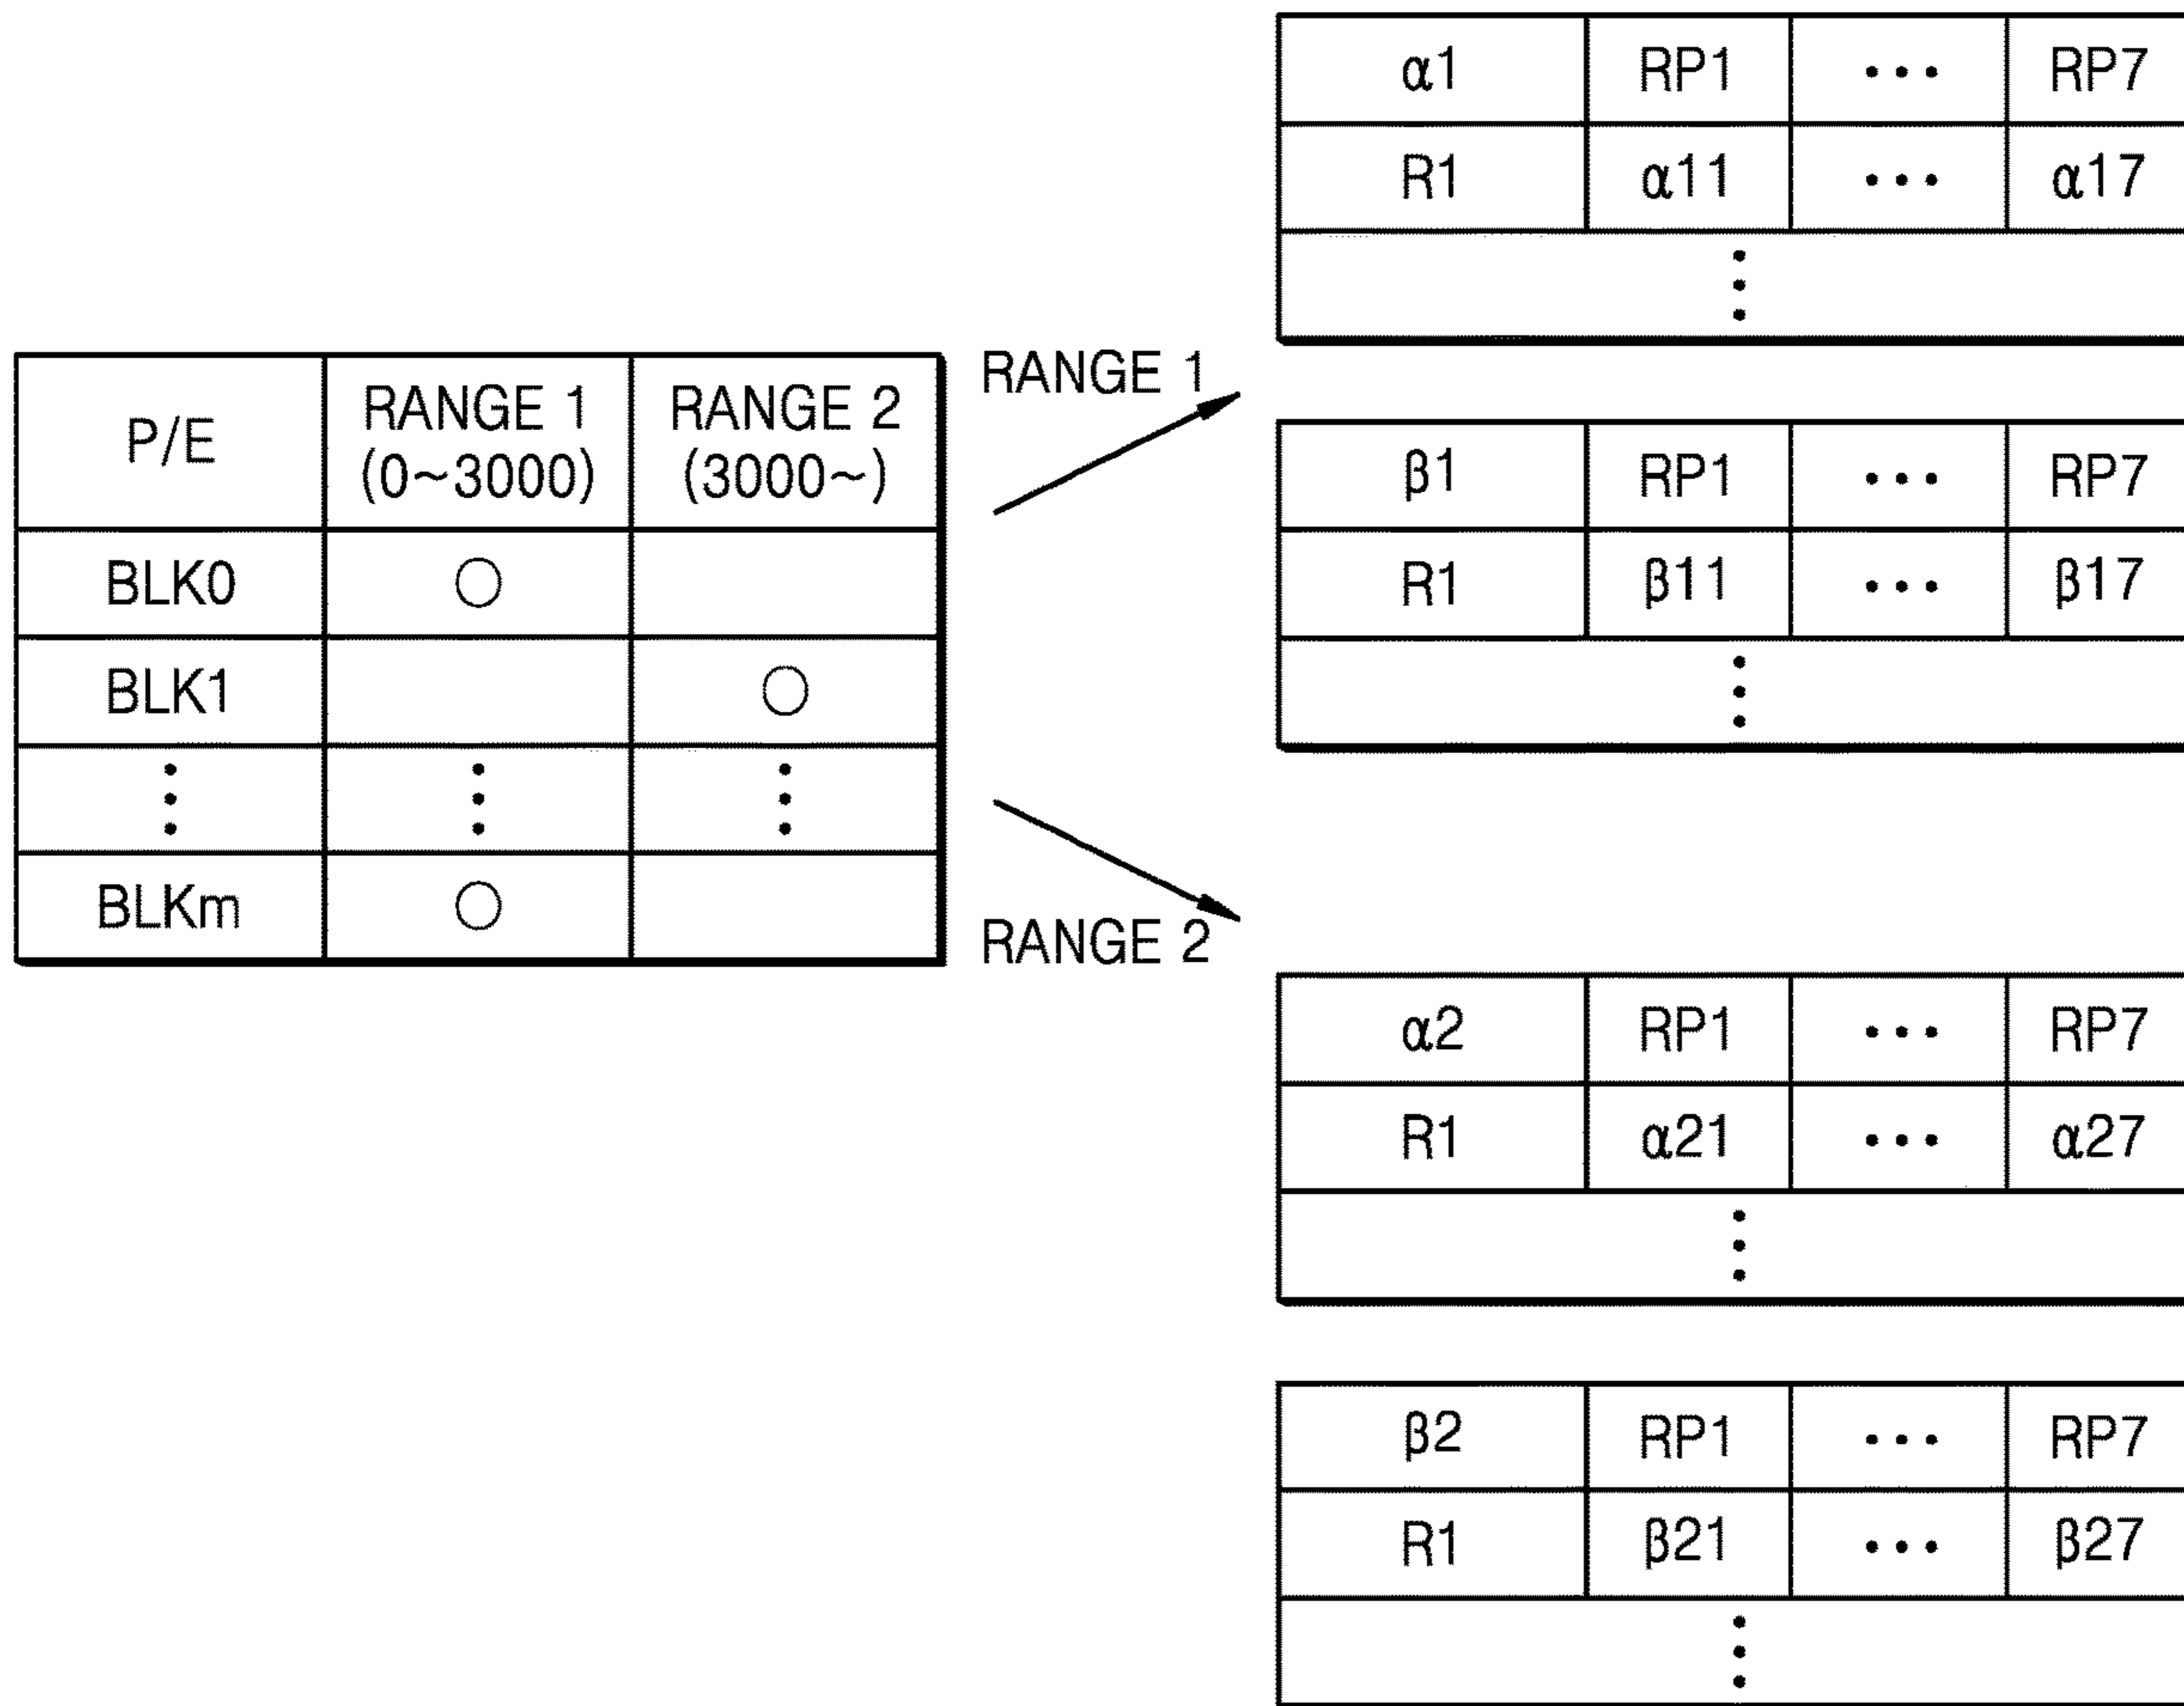 P/E RANGE 1 RANGE 2
(0~3000) (3000~)
BLK0 ○
BLK1 ○
⋮ ⋮ ⋮
BLKm ○
RANGE 1
RANGE 2
α1 RP1 ••• RP7
R1 α11 ••• α17
⋮
β1 RP1 ••• RP7
R1 β11 ••• β17
⋮
α2 RP1 ••• RP7
R1 α21 ••• α27
⋮
β2 RP1 ••• RP7
R1 β21 ••• β27
⋮